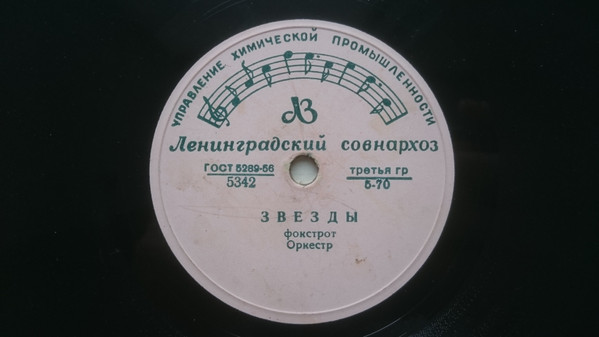 УПРАВЛЕНИЕ ХИМИЧЕСКОЙ ПРОМЫШЛЕННОСТИ
ЛЗ
Ленинградский совнархоз
ГОСТ 5289-56
5342
третья гр
5-70
ЗВЕЗДЫ
фокстрот
Оркестр